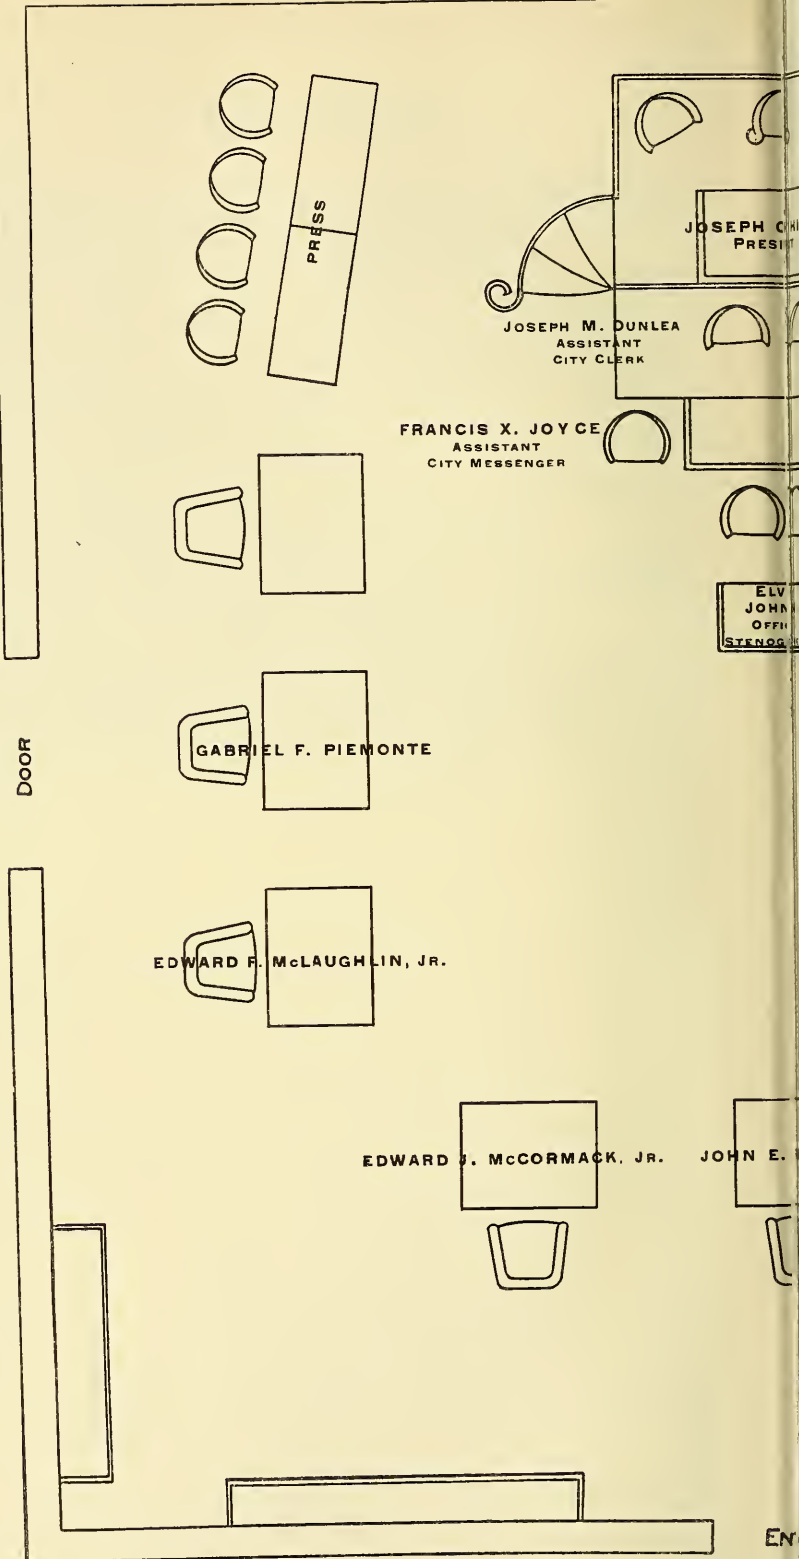 PRESS
JOSEPH
JOSEPH M. DUNLEA
ASSISTANT
CITY CLERK
FRANCIS X. JOYCE
ASSISTANT
CITY MESSENGER
DOOR
GABRIEL F. PIEMONTE
EDWARD F. McLAUGHLIN, JR.
EDWARD J. McCORMACK, JR.
JOHN E.